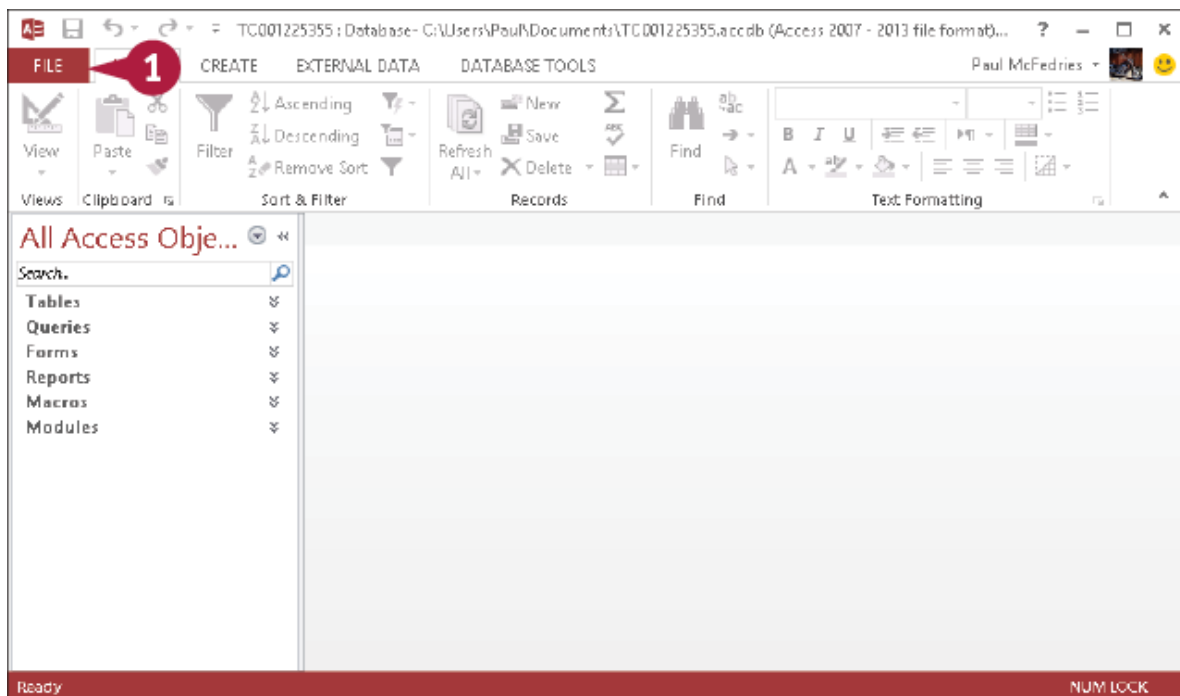 TC001225355 : Database- C:\Users\Paul\Documents\TC001225355.accdb (Access 2007 - 2013 file format)... ?
FILE 1 CREATE EXTERNAL DATA DATABASE TOOLS Paul McFedries
View Paste Filter Ascending Descending Remove Sort
Refresh All New Save Delete Find
B I U A
Views Clipboard Sort & Filter Records Find Text Formatting
All Access Obje...
Search.
Tables
Queries
Forms
Reports
Macros
Modules
Ready NUM LOCK